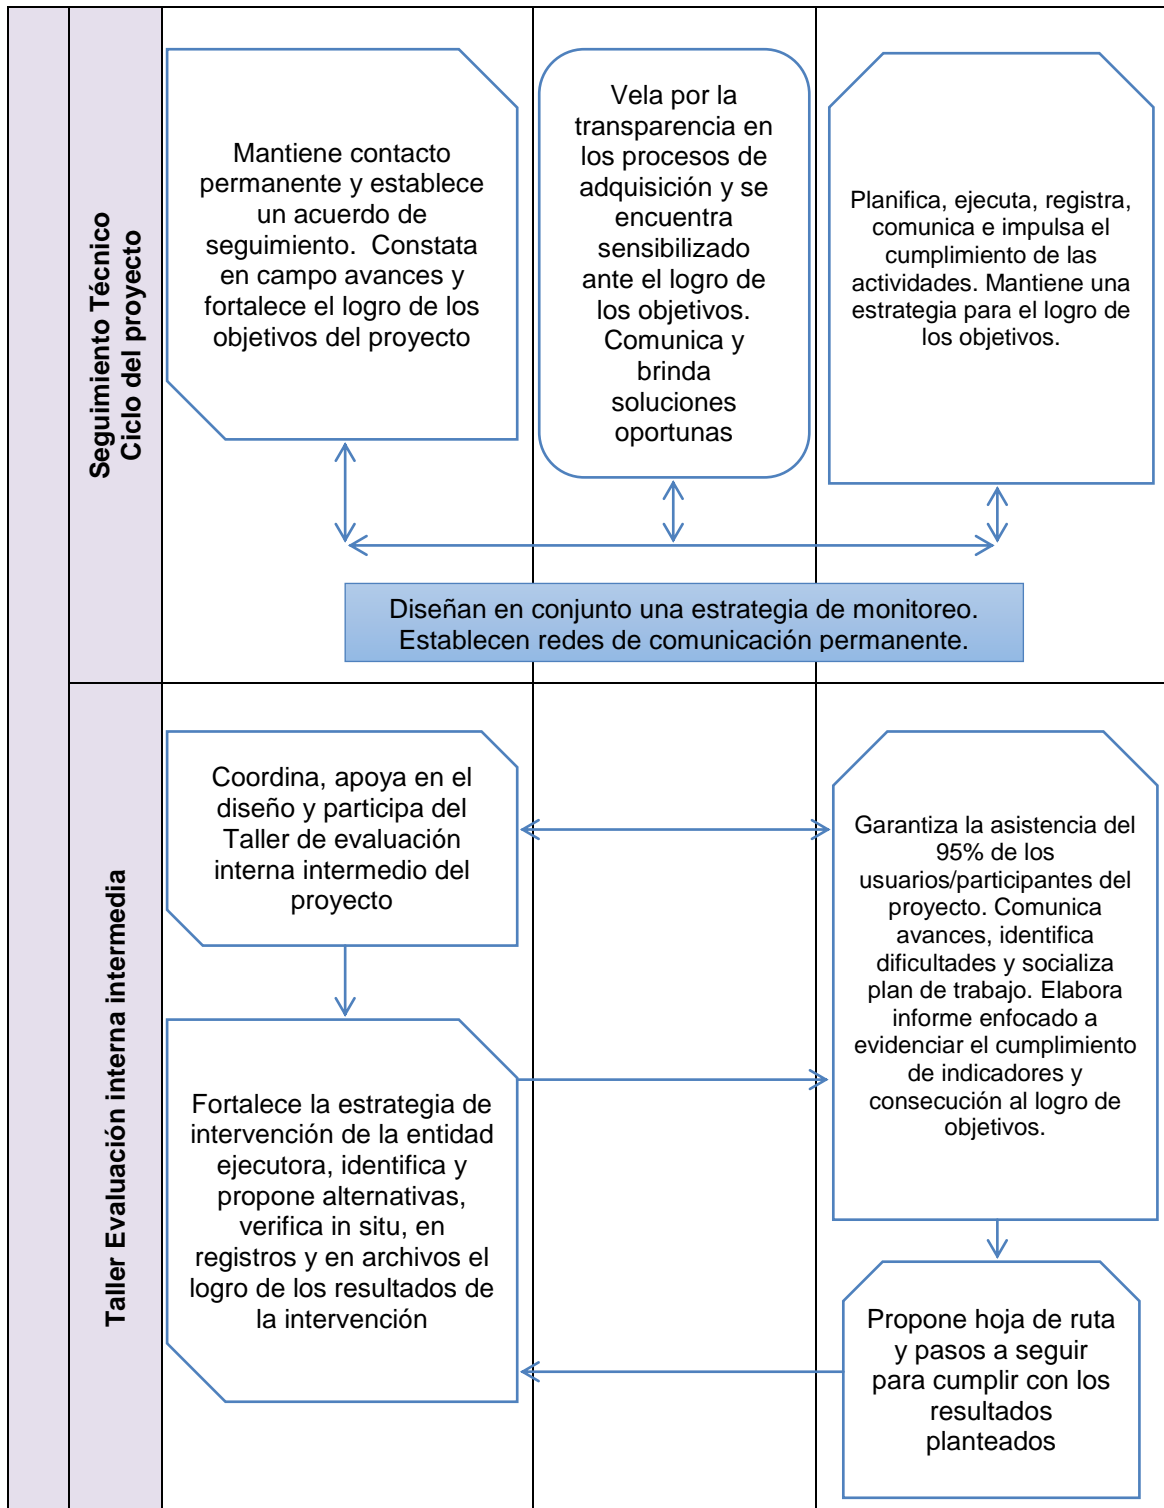 Seguimiento Técnico
Ciclo del proyecto
Mantiene contacto
permanente y establece
un acuerdo de
seguimiento. Constata
en campo avances y
fortalece el logro de los
objetivos del proyecto
Vela por la
transparencia en
los procesos de
adquisición y se
encuentra
sensibilizado
ante el logro de
los objetivos.
Comunica y
brinda
soluciones
oportunas
Planifica, ejecuta, registra,
comunica e impulsa el
cumplimiento de las
actividades. Mantiene una
estrategia para el logro de
los objetivos.
Diseñan en conjunto una estrategia de monitoreo.
Establecen redes de comunicación permanente.
Taller Evaluación interna intermedia
Coordina, apoya en el
diseño y participa del
Taller de evaluación
interna intermedio del
proyecto
Garantiza la asistencia del
95% de los
usuarios/participantes del
proyecto. Comunica
avances, identifica
dificultades y socializa
plan de trabajo. Elabora
informe enfocado a
evidenciar el cumplimiento
de indicadores y
consecución al logro de
objetivos.
Fortalece la estrategia de
intervención de la entidad
ejecutora, identifica y
propone alternativas,
verifica in situ, en
registros y en archivos el
logro de los resultados de
la intervención
Propone hoja de ruta
y pasos a seguir
para cumplir con los
resultados
planteados